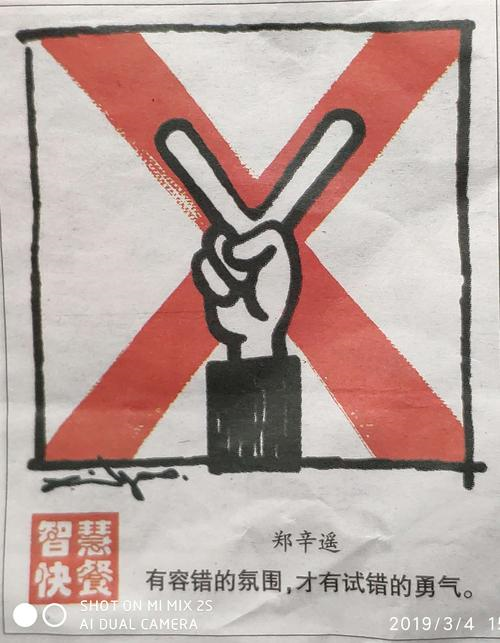 郑辛遥
智慧
快餐
有容错的氛围,才有试错的勇气。
SHOT ON MI MIX 2S
AI DUAL CAMERA
2019/3/4